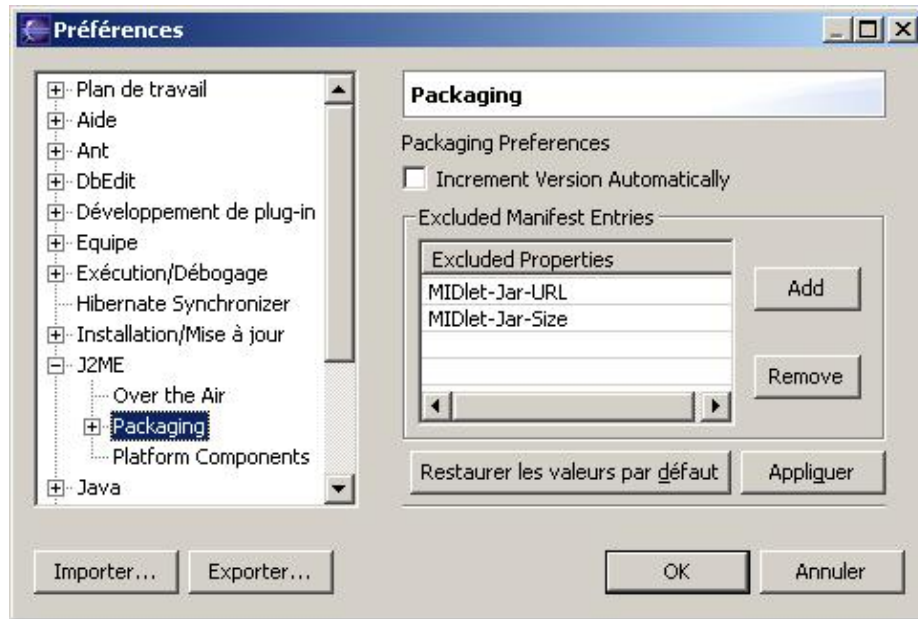 Préférences
Plan de travail
Aide
Ant
DbEdit
Développement de plug-in
Equipe
Exécution/Débogage
Hibernate Synchronizer
Installation/Mise à jour
J2ME
Over the Air
Packaging
Platform Components
Java
Packaging
Packaging Preferences
Increment Version Automatically
Excluded Manifest Entries
Excluded Properties
MIDlet-Jar-URL
MIDlet-Jar-Size
Add
Remove
Restaurer les valeurs par défaut
Appliquer
Importer...
Exporter...
OK
Annuler